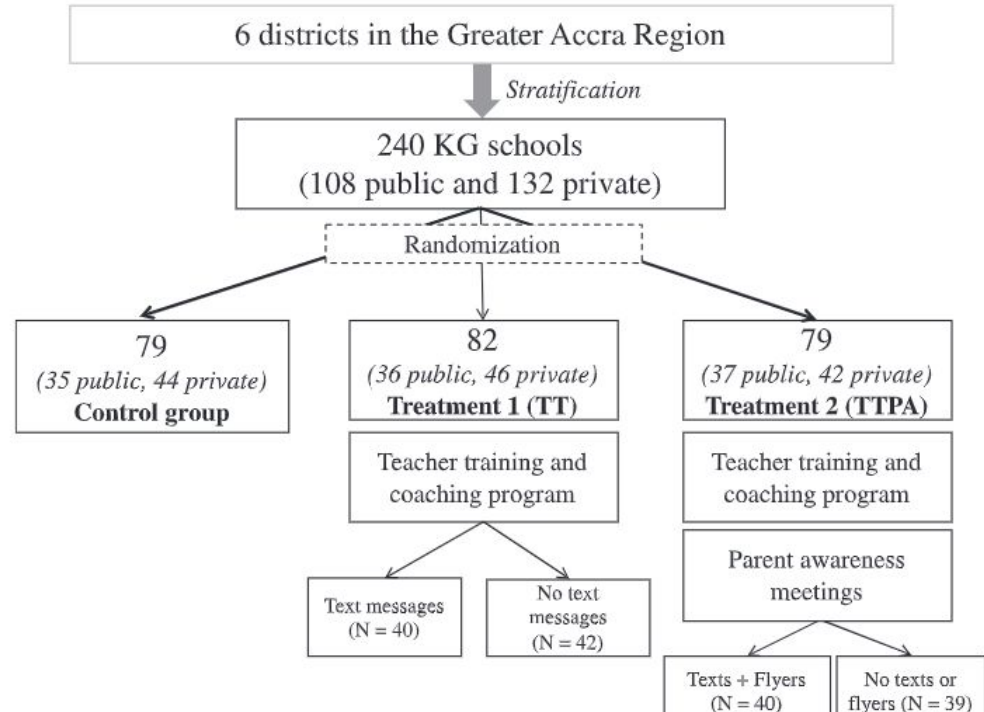 6 districts in the Greater Accra Region
Stratification
240 KG schools
(108 public and 132 private)
Randomization
79
(35 public, 44 private)
Control group
82
(36 public, 46 private)
Treatment 1 (TT)
79
(37 public, 42 private)
Treatment 2 (TTPA)
Teacher training and
coaching program
Teacher training and
coaching program
Parent awareness
meetings
Text messages
(N = 40)
No text
messages
(N = 42)
Texts + Flyers
(N = 40)
No texts or
flyers (N = 39)